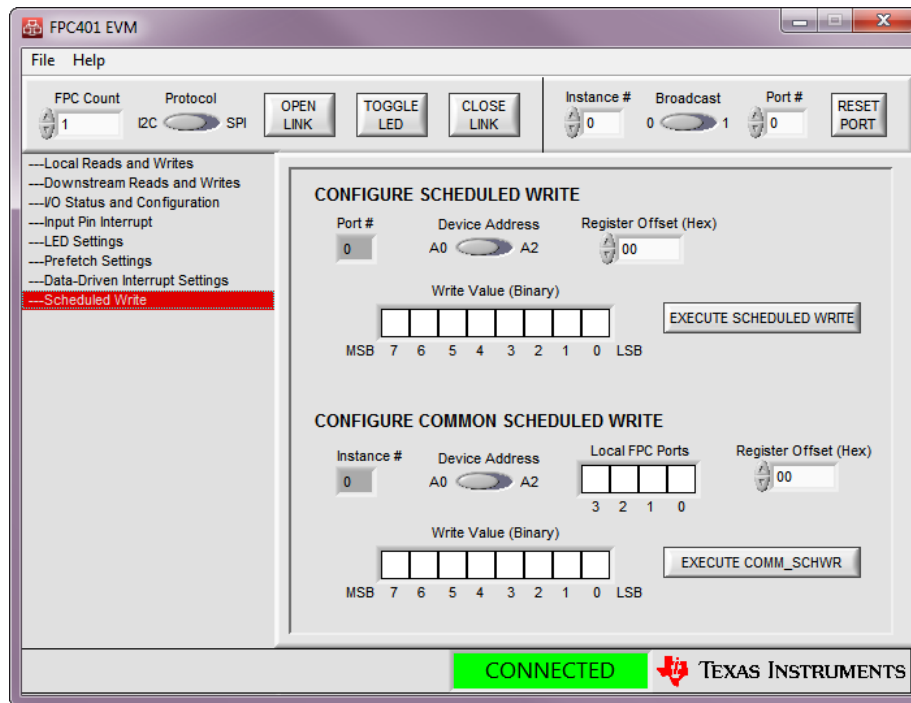 FPC401 EVM
File Help
FPC Count Protocol Instance # Broadcast Port #
1 I2C SPI OPEN LINK TOGGLE LED CLOSE LINK 0 0 1 0 RESET PORT
---Local Reads and Writes
---Downstream Reads and Writes
---I/O Status and Configuration
---Input Pin Interrupt
---LED Settings
---Prefetch Settings
---Data-Driven Interrupt Settings
---Scheduled Write
CONFIGURE SCHEDULED WRITE
Port # Device Address Register Offset (Hex)
0 A0 A2 00
Write Value (Binary)
EXECUTE SCHEDULED WRITE
MSB 7 6 5 4 3 2 1 0 LSB
CONFIGURE COMMON SCHEDULED WRITE
Instance # Device Address Local FPC Ports Register Offset (Hex)
0 A0 A2 00
3 2 1 0
Write Value (Binary)
EXECUTE COMM_SCHWR
MSB 7 6 5 4 3 2 1 0 LSB
CONNECTED TEXAS INSTRUMENTS